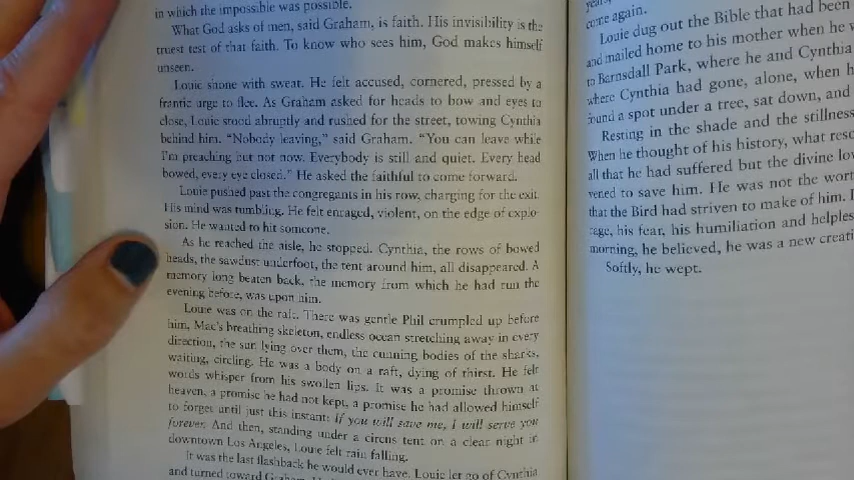 in which the impossible was possible.
What God asks of men, said Graham, is faith. His invisibility is the
truest test of that faith. To know who sees him, God makes himself
unseen.
Louie shone with sweat. He felt accused, cornered, pressed by a
frantic urge to flee. As Graham asked for heads to bow and eyes to
close, Louie stood abruptly and rushed for the street, towing Cynthia
behind him. “Nobody leaving,” said Graham. “You can leave while
I’m preaching but not now. Everybody is still and quiet. Every head
bowed, every eye closed.” He asked the faithful to come forward.
Louie pushed past the congregants in his row, charging for the exit.
His mind was tumbling. He felt enraged, violent, on the edge of explo-
sion. He wanted to hit someone.
As he reached the aisle, he stopped. Cynthia, the rows of bowed
heads, the sawdust underfoot, the tent around him, all disappeared. A
memory long beaten back, the memory from which he had run the
evening before, was upon him.
Louie was on the raft. There was gentle Phil crumpled up before
him, Mac’s breathing skeleton, endless ocean stretching away in every
direction, the sun lying over them, the cunning bodies of the sharks,
waiting, circling. He was a body on a raft, dying of thirst. He felt
words whisper from his swollen lips. It was a promise thrown at
heaven, a promise he had not kept, a promise he had allowed himself
to forget until just this instant: If you will save me, I will serve you
forever. And then, standing under a circus tent on a clear night in
downtown Los Angeles, Louie felt rain falling.
It was the last flashback he would ever have. Louie let go of Cynthia
and turned toward Graham.
come again.
Louie dug out the Bible that had been
and mailed home to his mother when he
to Barnsdall Park, where he and Cynthia
where Cynthia had gone, alone, when h
found a spot under a tree, sat down, and
Resting in the shade and the stillness
When he thought of his history, what reso
all that he had suffered but the divine lov
vened to save him. He was not the wort
that the Bird had striven to make of him. I
rage, his fear, his humiliation and helples
morning, he believed, he was a new creati
Softly, he wept.